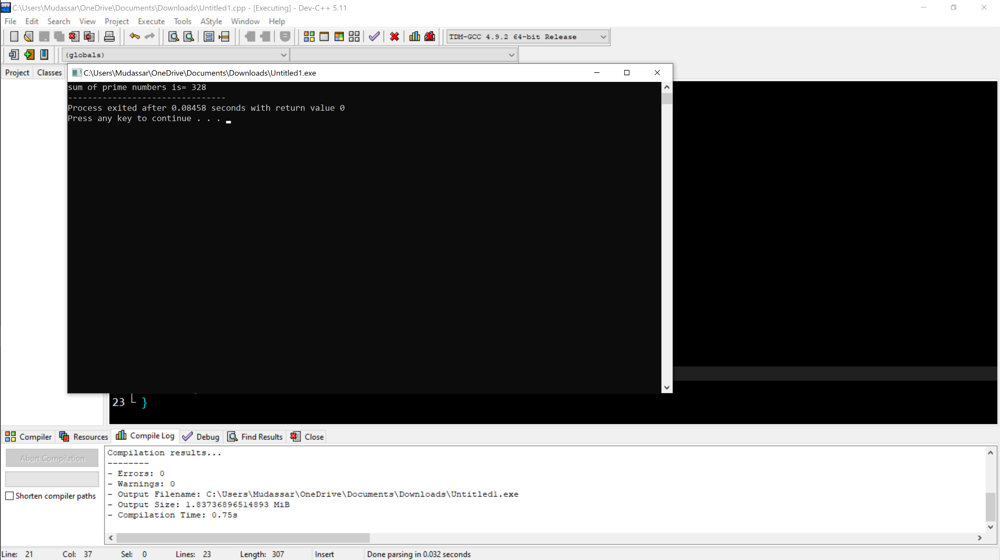 C:\Users\Mudassar\OneDrive\Documents\Downloads\Untitled1.cpp - [Executing] - Dev-C++ 5.11
File Edit Search View Project Execute Tools AStyle Window Help
TDM-GCC 4.9.2 64-bit Release
(globals)
Project Classes
C:\Users\Mudassar\OneDrive\Documents\Downloads\Untitled1.exe
sum of prime numbers is= 328
--------------------------------
Process exited after 0.08458 seconds with return value 0
Press any key to continue . . .
23 }
Compiler Resources Compile Log Debug Find Results Close
Abort Compilation
Shorten compiler paths
Compilation results...
--------
- Errors: 0
- Warnings: 0
- Output Filename: C:\Users\Mudassar\OneDrive\Documents\Downloads\Untitled1.exe
- Output Size: 1.83736896514893 MiB
- Compilation Time: 0.75s
Line: 21 Col: 37 Sel: 0 Lines: 23 Length: 307 Insert Done parsing in 0.032 seconds